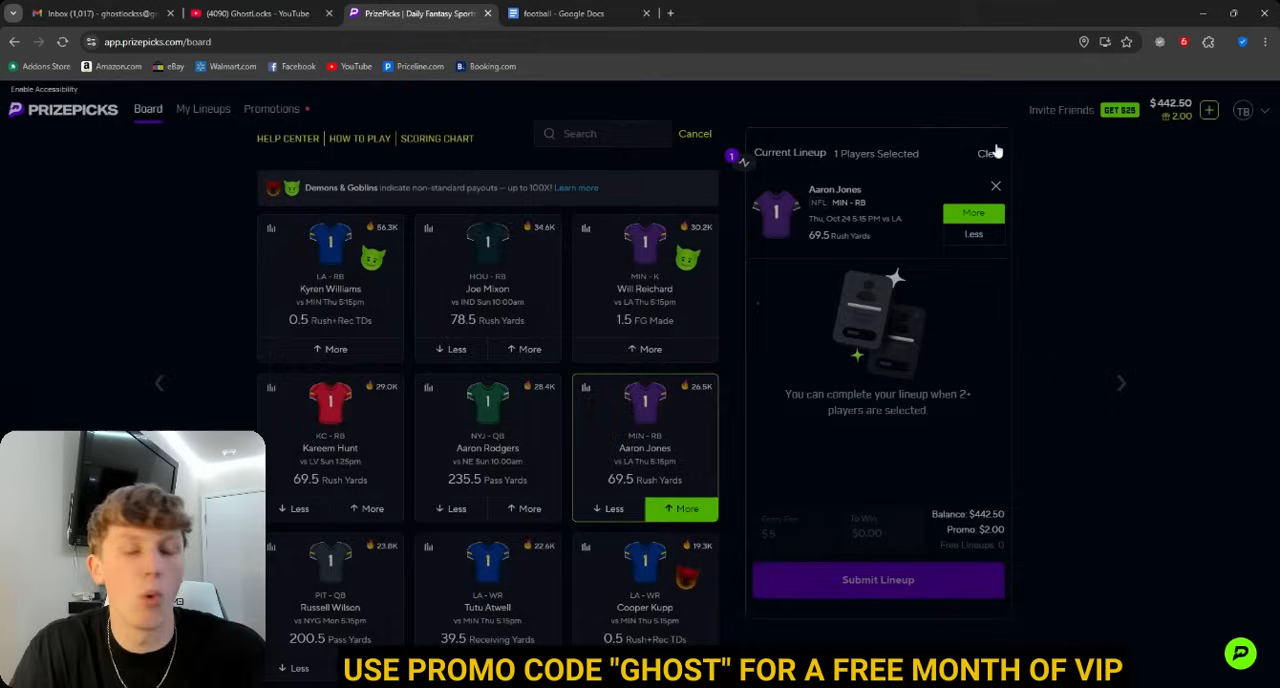 Inbox (1,017) - ghostlockss@g
(4090) GhostLocks - YouTube
PrizePicks | Daily Fantasy Sport
football - Google Docs
app.prizepicks.com/board
Addons Store
Amazon.com
eBay
Walmart.com
Facebook
YouTube
Priceline.com
Booking.com
Enable Accessibility
PRIZEPICKS
Board
My Lineups
Promotions
Invite Friends
GET $25
$442.50
2.00
TB
HELP CENTER | HOW TO PLAY | SCORING CHART
Search
Cancel
Demons & Goblins indicate non-standard payouts — up to 100X! Learn more
56.3K
LA - RB
Kyren Williams
vs MIN Thu 5:15pm
0.5 Rush+Rec TDs
More
34.6K
HOU - RB
Joe Mixon
vs IND Sun 10:00am
78.5 Rush Yards
Less
More
30.2K
MIN - K
Will Reichard
vs LA Thu 5:15pm
1.5 FG Made
More
29.0K
KC - RB
Kareem Hunt
vs LV Sun 1:25pm
69.5 Rush Yards
Less
More
28.4K
NYJ - QB
Aaron Rodgers
vs NE Sun 10:00am
235.5 Pass Yards
Less
More
26.5K
MIN - RB
Aaron Jones
vs LA Thu 5:15pm
69.5 Rush Yards
Less
More
23.8K
PIT - QB
Russell Wilson
vs NYG Mon 5:15pm
200.5 Pass Yards
Less
22.6K
LA - WR
Tutu Atwell
vs MIN Thu 5:15pm
39.5 Receiving Yards
19.3K
LA - WR
Cooper Kupp
vs MIN Thu 5:15pm
0.5 Rush+Rec TDs
1
Current Lineup
1 Players Selected
Aaron Jones
NFL MIN - RB
Thu, Oct 24 5:15 PM vs LA
69.5 Rush Yards
More
Less
You can complete your lineup when 2+
players are selected.
Entry Fee
$5
To Win
$0.00
Balance: $442.50
Promo: $2.00
Free Lineups: 0
Submit Lineup
USE PROMO CODE "GHOST" FOR A FREE MONTH OF VIP